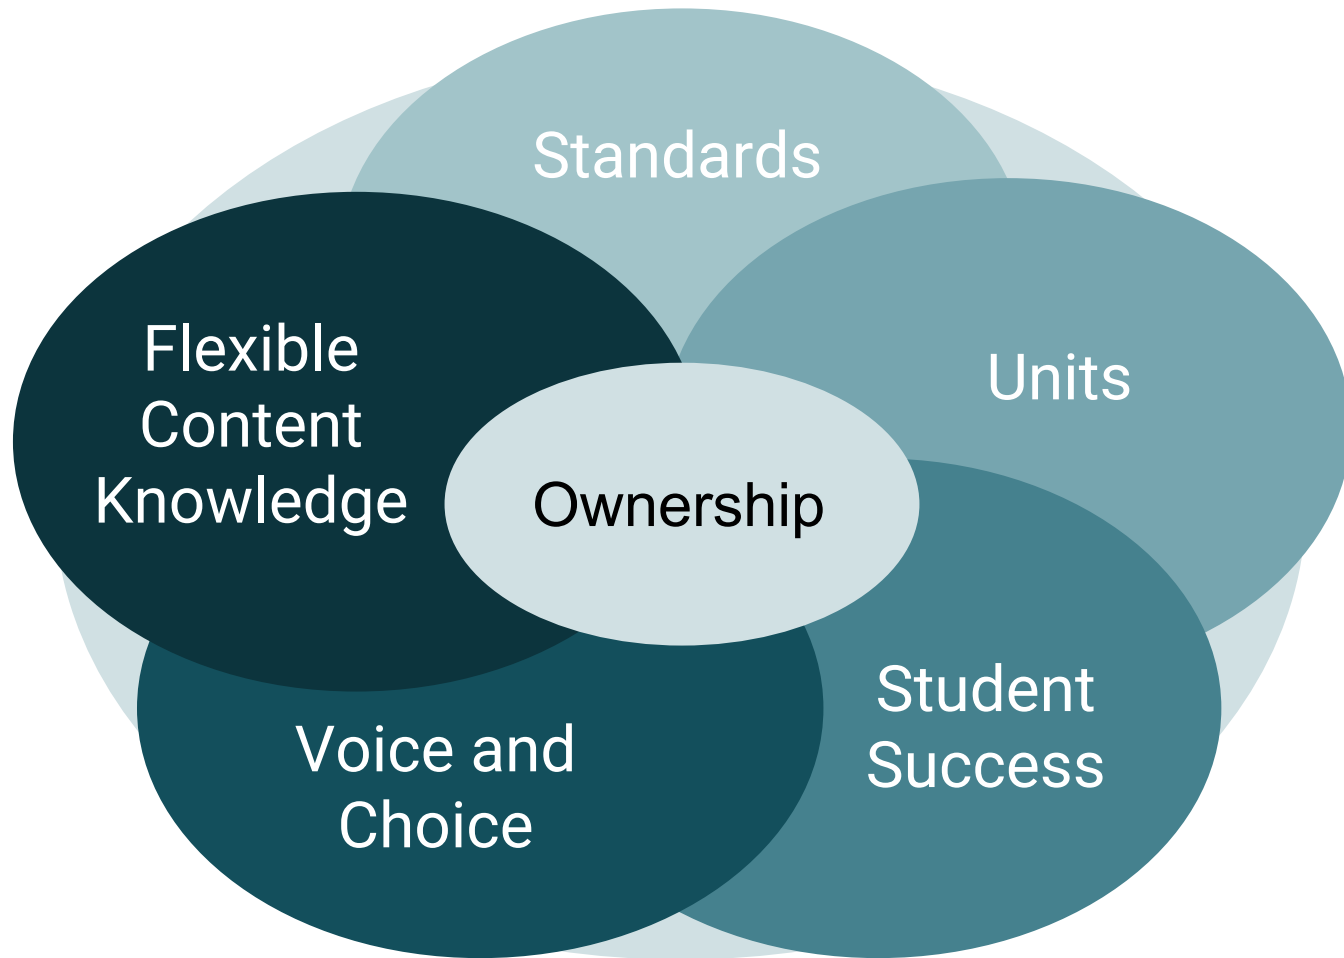 Standards
Units
Flexible
Content
Knowledge
Ownership
Student
Success
Voice and
Choice